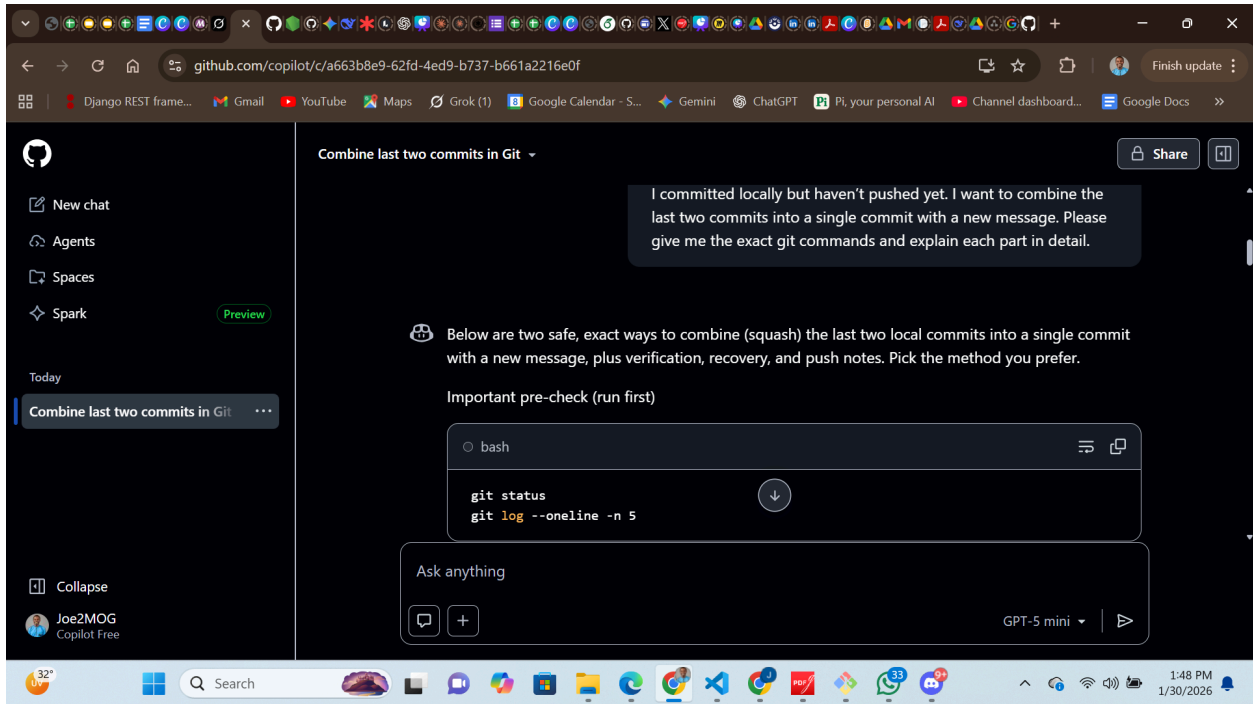 github.com/copilot/c/a663b8e9-62fd-4ed9-b737-b661a2216e0f
Finish update
Django REST frame...
Gmail
YouTube
Maps
Grok (1)
Google Calendar - S...
Gemini
ChatGPT
Pi, your personal AI
Channel dashboard...
Google Docs
Combine last two commits in Git
Share
New chat
Agents
Spaces
Spark
Preview
Today
Combine last two commits in Git
I committed locally but haven't pushed yet. I want to combine the
last two commits into a single commit with a new message. Please
give me the exact git commands and explain each part in detail.
Below are two safe, exact ways to combine (squash) the last two local commits into a single commit
with a new message, plus verification, recovery, and push notes. Pick the method you prefer.
Important pre-check (run first)
bash
git status
git log --oneline -n 5
Ask anything
GPT-5 mini
Collapse
Joe2MOG
Copilot Free
32°
UV
Search
33
9+
1:48 PM
1/30/2026